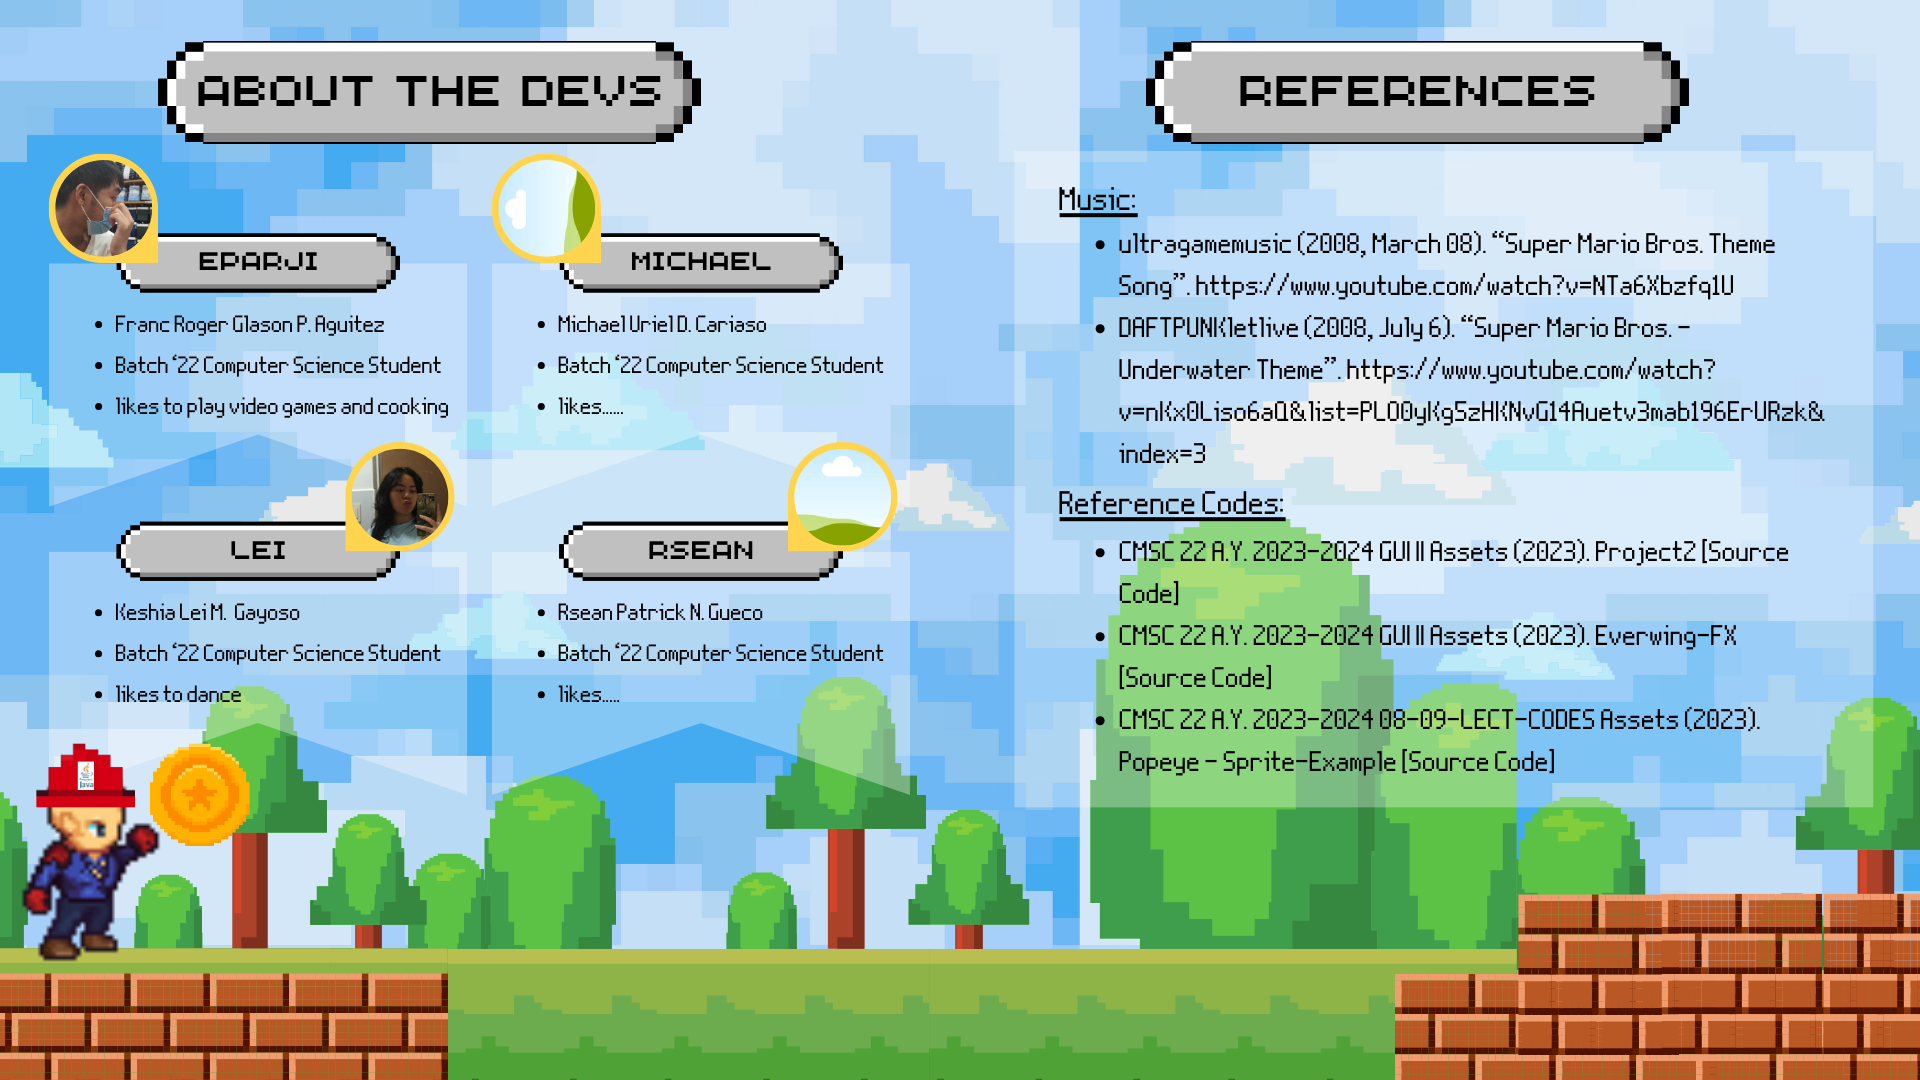 ABOUT THE DEVS
EPARJI
• Franc Roger Glason P. Aguitez
• Batch ‘22 Computer Science Student
• likes to play video games and cooking
MICHAEL
• Michael Uriel D. Cariaso
• Batch ‘22 Computer Science Student
• likes......
LEI
• Keshia Lei M. Gayoso
• Batch ‘22 Computer Science Student
• likes to dance
RSEAN
• Rsean Patrick N. Gueco
• Batch ‘22 Computer Science Student
• likes.....
Java
REFERENCES
Music:
• ultragamemusic (2008, March 08). “Super Mario Bros. Theme
Song”. https://www.youtube.com/watch?v=NTa6Xbzfq1U
• DAFTPUNKletlive (2008, July 6). “Super Mario Bros. -
Underwater Theme”. https://www.youtube.com/watch?
v=nKx0Liso6aQ&list=PLO0yKg5zHKNvG14Auetv3mab196ErURzk&
index=3
Reference Codes:
• CMSC 22 A.Y. 2023-2024 GUI II Assets (2023). Project2 [Source
Code]
• CMSC 22 A.Y. 2023-2024 GUI II Assets (2023). Everwing-FX
[Source Code]
• CMSC 22 A.Y. 2023-2024 08-09-LECT-CODES Assets (2023).
Popeye - Sprite-Example [Source Code]